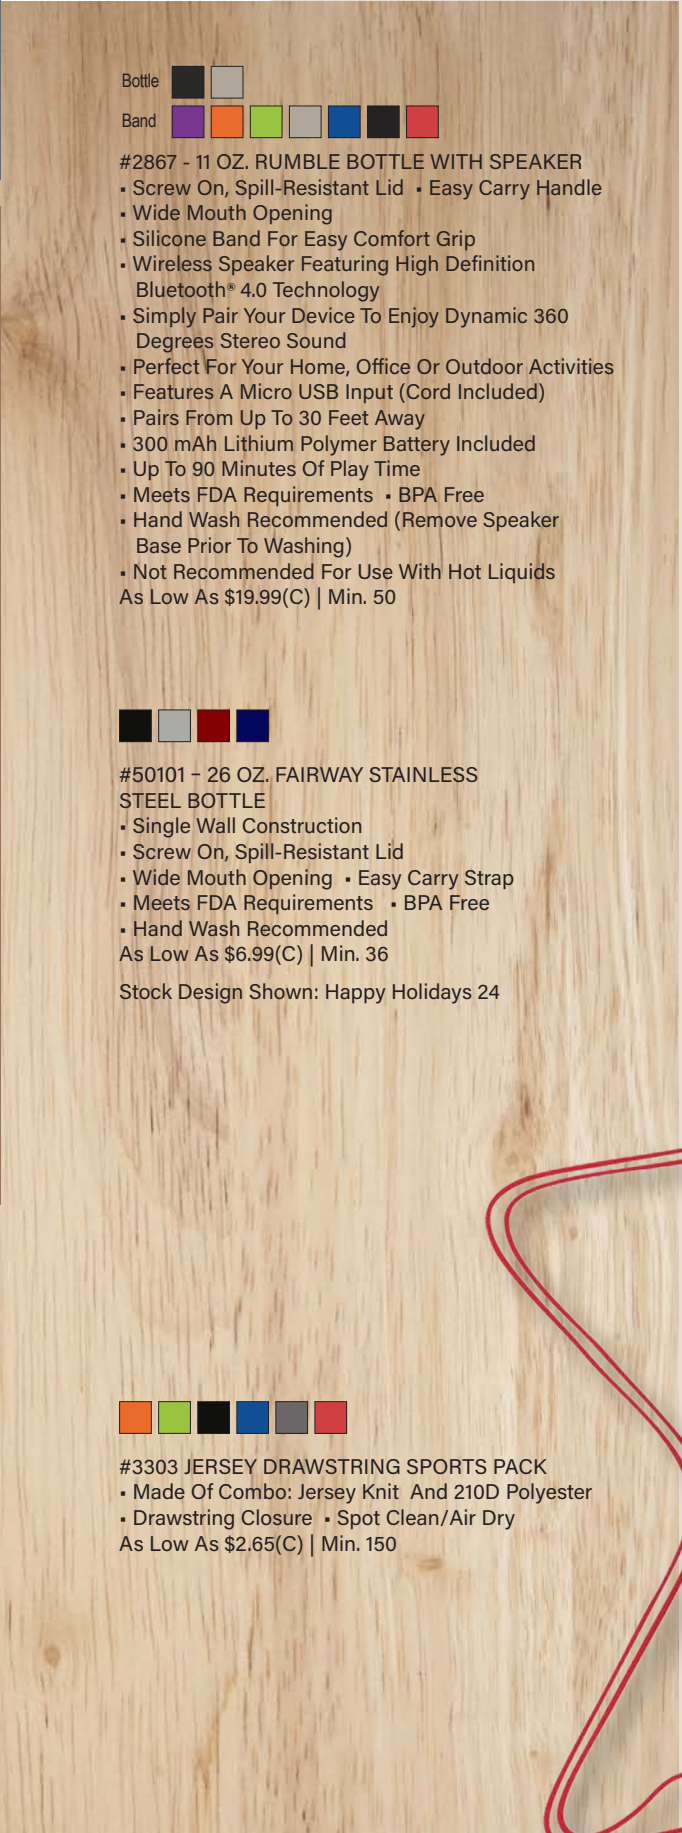 Bottle
Band
#2867 - 11 OZ. RUMBLE BOTTLE WITH SPEAKER
▪ Screw On, Spill-Resistant Lid ▪ Easy Carry Handle
▪ Wide Mouth Opening
▪ Silicone Band For Easy Comfort Grip
▪ Wireless Speaker Featuring High Definition
Bluetooth® 4.0 Technology
▪ Simply Pair Your Device To Enjoy Dynamic 360
Degrees Stereo Sound
▪ Perfect For Your Home, Office Or Outdoor Activities
▪ Features A Micro USB Input (Cord Included)
▪ Pairs From Up To 30 Feet Away
▪ 300 mAh Lithium Polymer Battery Included
▪ Up To 90 Minutes Of Play Time
▪ Meets FDA Requirements ▪ BPA Free
▪ Hand Wash Recommended (Remove Speaker
Base Prior To Washing)
▪ Not Recommended For Use With Hot Liquids
As Low As $19.99(C) | Min. 50
#50101 – 26 OZ. FAIRWAY STAINLESS
STEEL BOTTLE
▪ Single Wall Construction
▪ Screw On, Spill-Resistant Lid
▪ Wide Mouth Opening ▪ Easy Carry Strap
▪ Meets FDA Requirements ▪ BPA Free
▪ Hand Wash Recommended
As Low As $6.99(C) | Min. 36
Stock Design Shown: Happy Holidays 24
#3303 JERSEY DRAWSTRING SPORTS PACK
▪ Made Of Combo: Jersey Knit And 210D Polyester
▪ Drawstring Closure ▪ Spot Clean/Air Dry
As Low As $2.65(C) | Min. 150